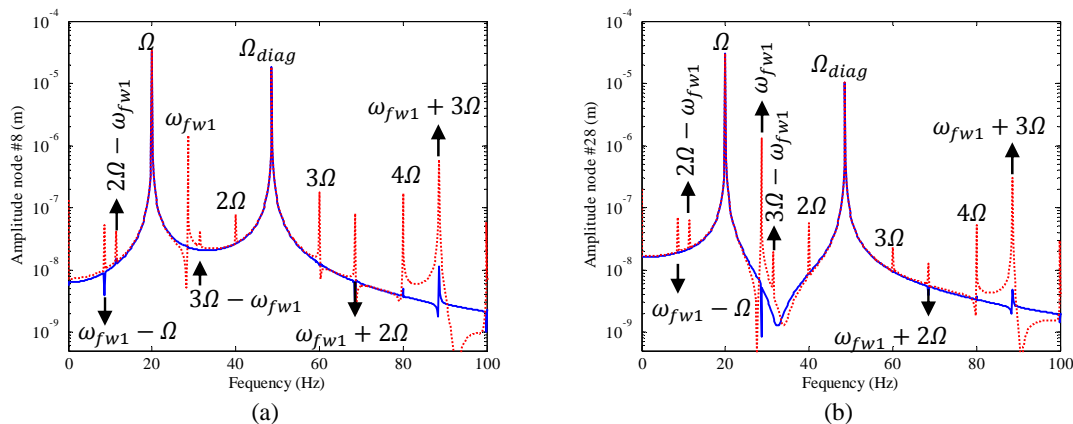 10⁻⁴
10⁻⁵
10⁻⁶
10⁻⁷
10⁻⁸
10⁻⁹
Amplitude node #8 (m)
Ω
Ω_diag
ω_fw1
2Ω − ω_fw1
ω_fw1 + 3Ω
2Ω
3Ω
4Ω
3Ω − ω_fw1
ω_fw1 − Ω
ω_fw1 + 2Ω
0 20 40 60 80 100
Fequency (Hz)
(a)
10⁻⁴
10⁻⁵
10⁻⁶
10⁻⁷
10⁻⁸
10⁻⁹
Amplitude node #28 (m)
Ω
ω_fw1
Ω_diag
2Ω − ω_fw1
3Ω − ω_fw1
ω_fw1 + 3Ω
2Ω
3Ω
4Ω
ω_fw1 − Ω
ω_fw1 + 2Ω
0 20 40 60 80 100
Fequency (Hz)
(b)